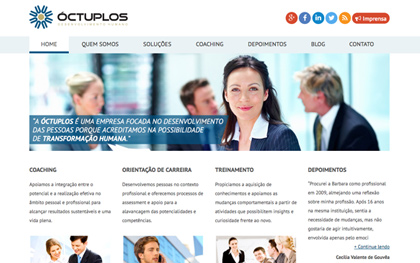 ÓCTUPLOS
DESENVOLVIMENTO HUMANO
Imprensa
HOME QUEM SOMOS SOLUÇÕES COACHING DEPOIMENTOS BLOG CONTATO
"A ÓCTUPLOS É UMA EMPRESA FOCADA NO DESENVOLVIMENTO
DAS PESSOAS PORQUE ACREDITAMOS NA POSSIBILIDADE
DE TRANSFORMAÇÃO HUMANA."
COACHING
Apoiamos a integração entre o
potencial e a realização efetiva no
âmbito pessoal e profissional para
alcançar resultados sustentáveis e uma
vida plena.
ORIENTAÇÃO DE CARREIRA
Desenvolvemos pessoas no contexto
profissional e oferecemos processos de
assessment e apoio para a
alavancagem das potencialidades e
competências.
TREINAMENTO
Propiciamos a aquisição de
conhecimentos e apoiamos as
mudanças comportamentais a partir de
atividades que possibilitem insights e
curiosidade frente ao novo.
DEPOIMENTOS
"Procurei a Barbara como profissional
em 2009, almejando uma reflexão
sobre minha profissão. Após 16 anos
na mesma instituição, sentia a
necessidade de mudanças, mas não
gostaria de agir intuitivamente,
envolvida apenas pelo emoci
» Continue lendo
Cecília Valente de Gouvêa